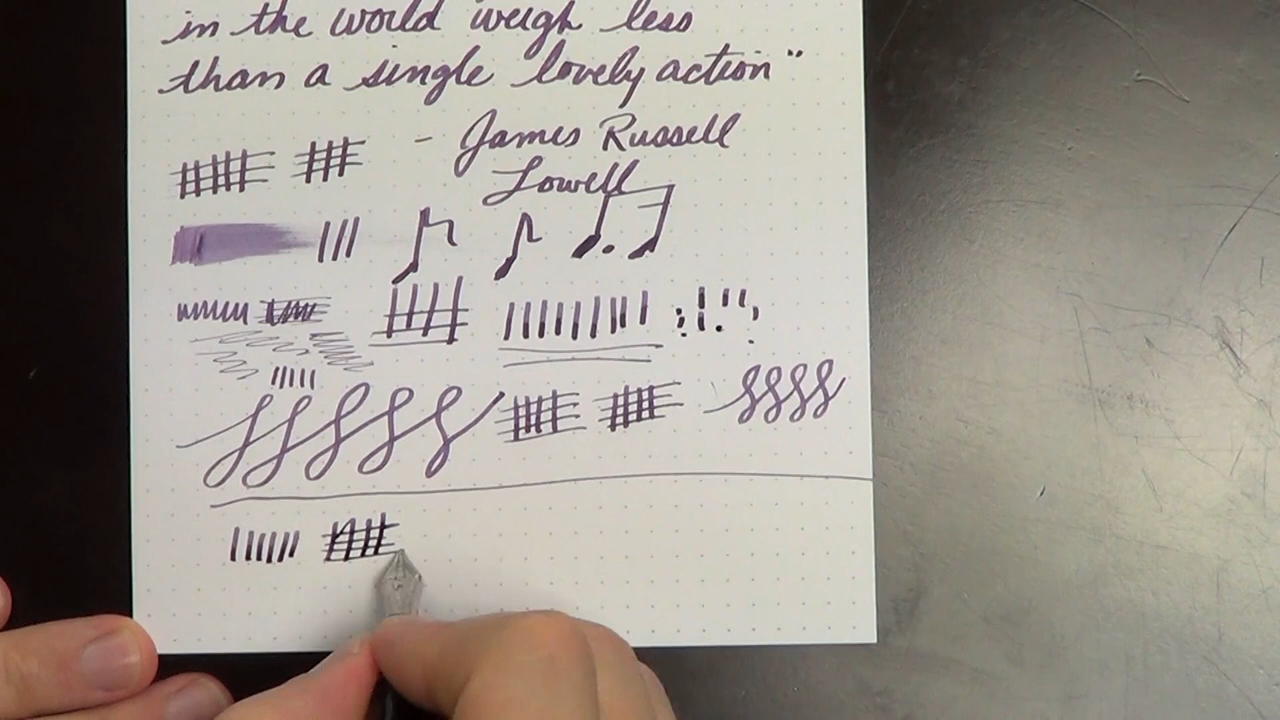 in the world weigh less
than a single lovely action"
- James Russell
Lowell